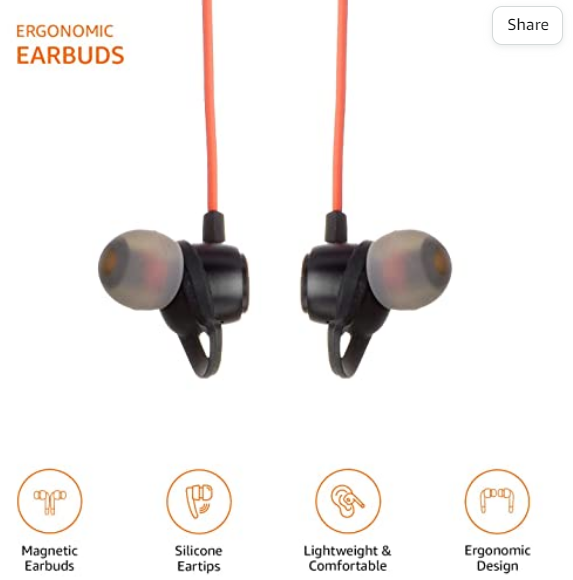 ERGONOMIC
EARBUDS
Share
Magnetic
Earbuds
Silicone
Eartips
Lightweight &
Comfortable
Ergonomic
Design